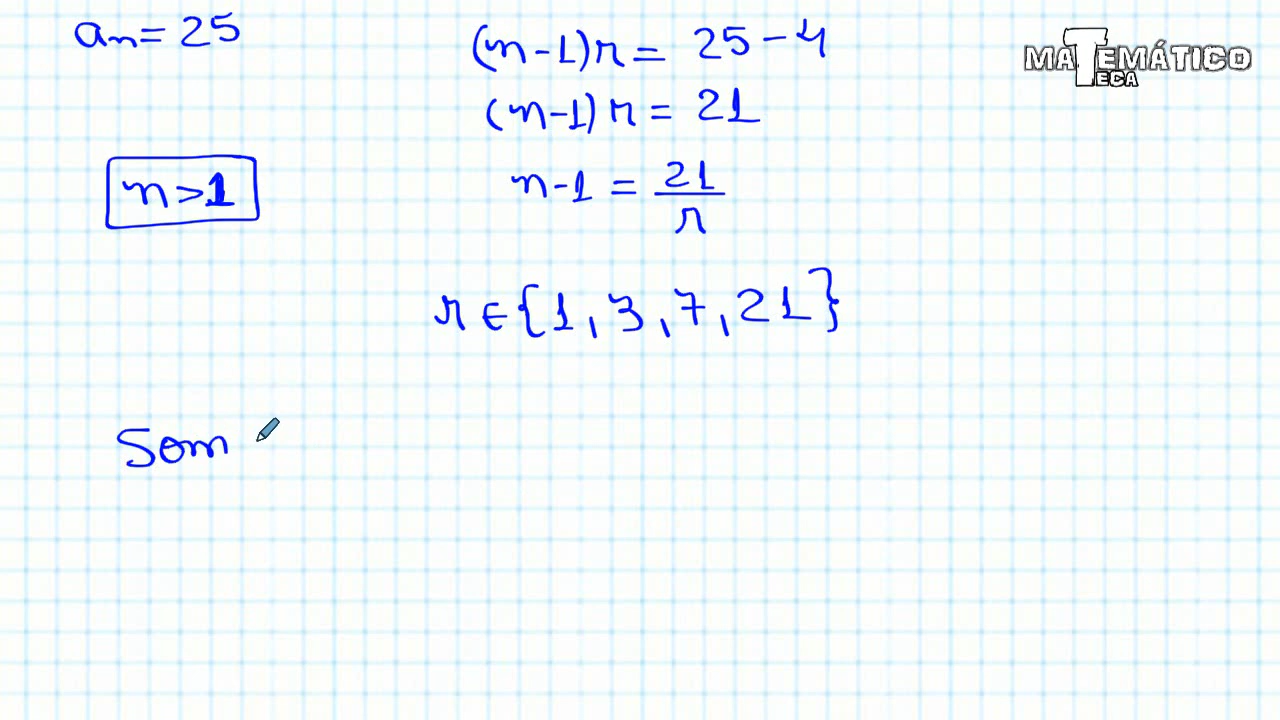 an = 25
(n-1)r = 25 - 4
(n-1)r = 21
n > 1
n-1 = 21/r
r ∈ {1, 3, 7, 21}
Som
MATEMÁTICO
TECA